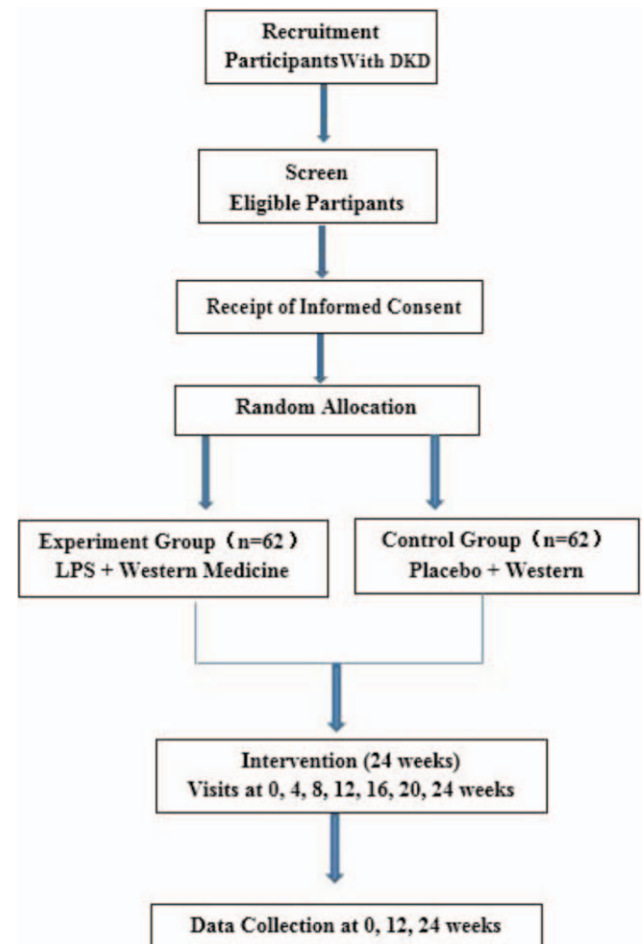 Recruitment
ParticipantsWith DKD
Screen
Eligible Partipants
Receipt of Informed Consent
Random Allocation
Experiment Group（n=62）
LPS + Western Medicine
Control Group（n=62）
Placebo + Western
Intervention (24 weeks)
Visits at 0, 4, 8, 12, 16, 20, 24 weeks
Data Collection at 0, 12, 24 weeks